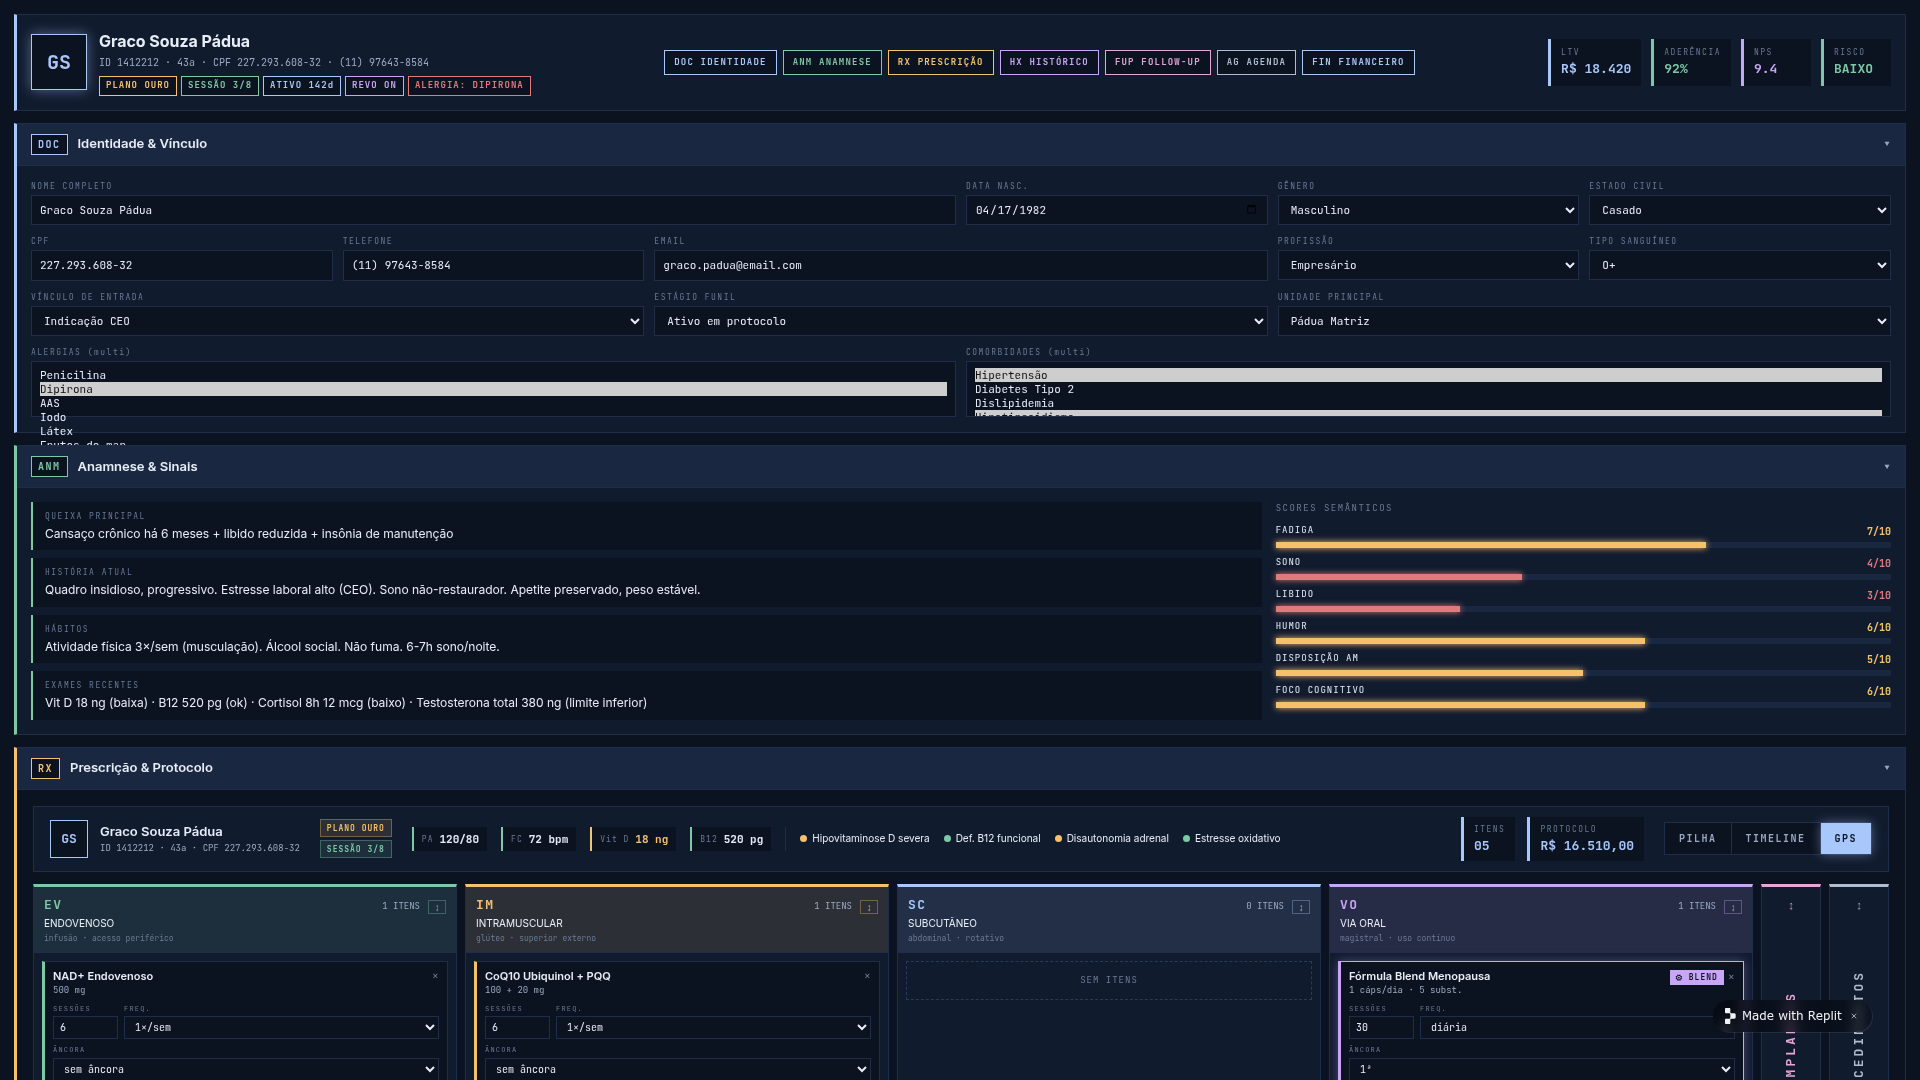 GS
Graco Souza Pádua
ID 1412212 · 43a · CPF 227.293.608-32 · (11) 97643-8584
PLANO OURO SESSÃO 3/8 ATIVO 142d REVO ON ALERGIA: DIPIRONA
DOC IDENTIDADE ANM ANAMNESE RX PRESCRIÇÃO HX HISTÓRICO FUP FOLLOW-UP AG AGENDA FIN FINANCEIRO
LTV ADERÊNCIA NPS RISCO
R$ 18.420 92% 9.4 BAIXO
DOC Identidade & Vínculo
NOME COMPLETO DATA NASC. GÊNERO ESTADO CIVIL
Graco Souza Pádua 04/17/1982 Masculino Casado
CPF TELEFONE EMAIL PROFISSÃO TIPO SANGUÍNEO
227.293.608-32 (11) 97643-8584 graco.padua@email.com Empresário O+
VÍNCULO DE ENTRADA ESTÁGIO FUNIL UNIDADE PRINCIPAL
Indicação CEO Ativo em protocolo Pádua Matriz
ALERGIAS (multi) COMORBIDADES (multi)
Penicilina Hipertensão
Dipirona Diabetes Tipo 2
AAS Dislipidemia
Iodo
Látex
ANM Anamnese & Sinais
QUEIXA PRINCIPAL
Cansaço crônico há 6 meses + libido reduzida + insônia de manutenção
HISTÓRIA ATUAL
Quadro insidioso, progressivo. Estresse laboral alto (CEO). Sono não-restaurador. Apetite preservado, peso estável.
HÁBITOS
Atividade física 3×/sem (musculação). Álcool social. Não fuma. 6-7h sono/noite.
EXAMES RECENTES
Vit D 18 ng (baixa) · B12 520 pg (ok) · Cortisol 8h 12 mcg (baixo) · Testosterona total 380 ng (limite inferior)
SCORES SEMÂNTICOS
FADIGA 7/10
SONO 4/10
LIBIDO 3/10
HUMOR 6/10
DISPOSIÇÃO AM 5/10
FOCO COGNITIVO 6/10
RX Prescrição & Protocolo
GS
Graco Souza Pádua
ID 1412212 · 43a · CPF 227.293.608-32
PLANO OURO
SESSÃO 3/8
PA 120/80 FC 72 bpm Vit D 18 ng B12 520 pg
Hipovitaminose D severa Def. B12 funcional Disautonomia adrenal Estresse oxidativo
ITENS PROTOCOLO
05 R$ 16.510,00
PILHA TIMELINE GPS
EV 1 ITENS ↕
ENDOVENOSO
infusão · acesso periférico
NAD+ Endovenoso ×
500 mg
SESSÕES FREQ.
6 1×/sem
ÂNCORA
sem âncora
IM 1 ITENS ↕
INTRAMUSCULAR
glúteo · superior externo
CoQ10 Ubiquinol + PQQ ×
100 + 20 mg
SESSÕES FREQ.
6 1×/sem
ÂNCORA
sem âncora
SC 0 ITENS ↕
SUBCUTÂNEO
abdominal · rotativo
SEM ITENS
VO 1 ITENS ↕
VIA ORAL
magistral · uso contínuo
Fórmula Blend Menopausa ⚙ BLEND ×
1 cáps/dia · 5 subst.
SESSÕES FREQ.
30 diária
ÂNCORA
1ª
↕
↕
Made with Replit ×